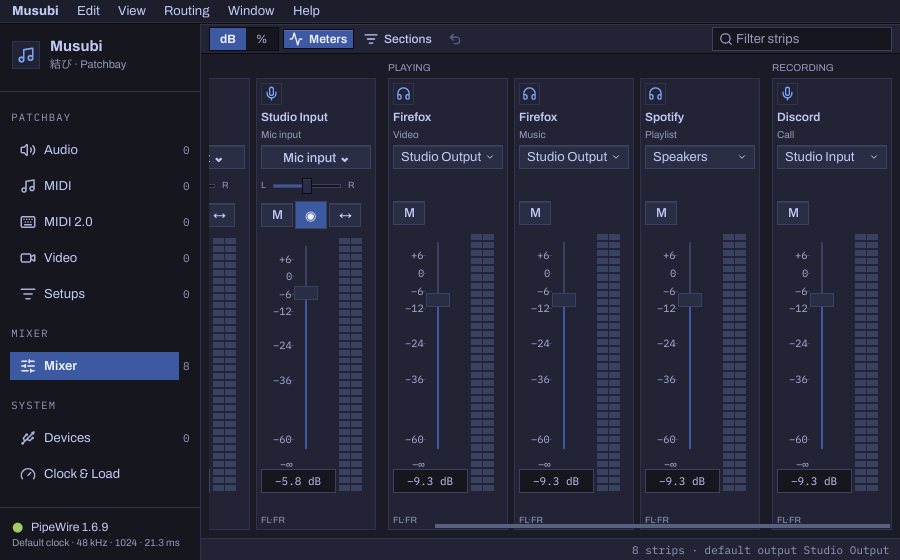 Musubi Edit View Routing Window Help
Musubi
結び · Patchbay
PATCHBAY
Audio 0
MIDI 0
MIDI 2.0 0
Video 0
Setups 0
MIXER
Mixer 8
SYSTEM
Devices 0
Clock & Load
PipeWire 1.6.9
Default clock · 48 kHz · 1024 · 21.3 ms
dB % Meters Sections Filter strips
PLAYING RECORDING
Studio Input Firefox Firefox Spotify Discord
Mic input Video Music Playlist Call
Mic input Studio Output Studio Output Speakers Studio Input
R L R
M M M M M
+6 +6 +6 +6 +6
0 0 0 0 0
−6 −6 −6 −6 −6
−12 −12 −12 −12 −12
−24 −24 −24 −24 −24
−36 −36 −36 −36 −36
−60 −60 −60 −60 −60
−∞ −∞ −∞ −∞ −∞
−5.8 dB −9.3 dB −9.3 dB −9.3 dB −9.3 dB
FL·FR FL·FR FL·FR FL·FR FL·FR
8 strips · default output Studio Output